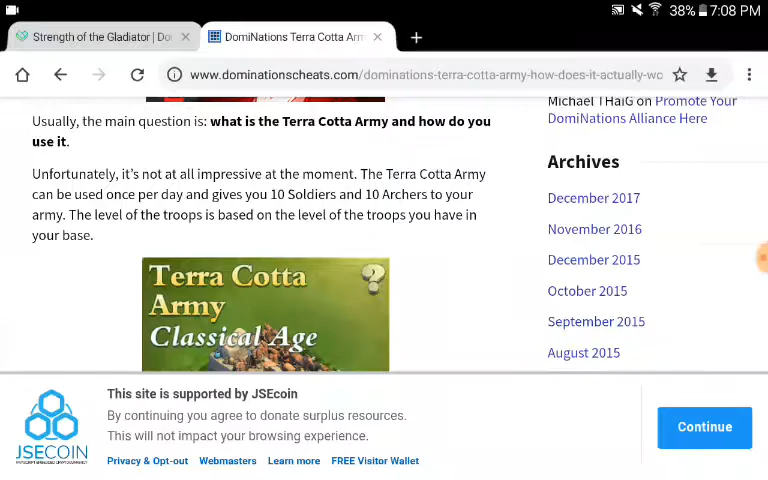 38% 7:08 PM
Strength of the Gladiator | Do
DomiNations Terra Cotta Arm
www.dominationscheats.com/dominations-terra-cotta-army-how-does-it-actually-wo
Usually, the main question is: what is the Terra Cotta Army and how do you
use it.
Unfortunately, it's not at all impressive at the moment. The Terra Cotta Army
can be used once per day and gives you 10 Soldiers and 10 Archers to your
army. The level of the troops is based on the level of the troops you have in
your base.
Terra Cotta
Army
Classical Age
?
Michael THaiG on Promote Your
DomiNations Alliance Here
Archives
December 2017
November 2016
December 2015
October 2015
September 2015
August 2015
JSECOIN
This site is supported by JSEcoin
By continuing you agree to donate surplus resources.
This will not impact your browsing experience.
Privacy & Opt-out Webmasters Learn more FREE Visitor Wallet
Continue